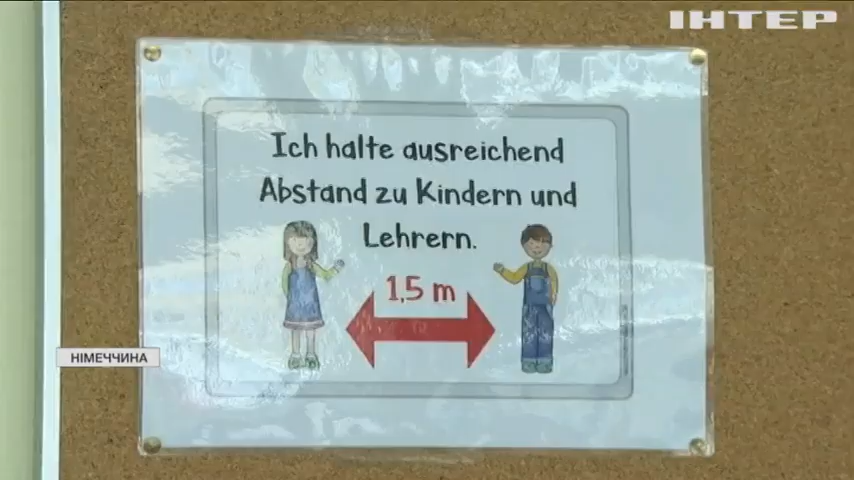 ІНТЕР
Ich halte ausreichend
Abstand zu Kindern und
Lehrern.
1,5 m
НІМЕЧЧИНА